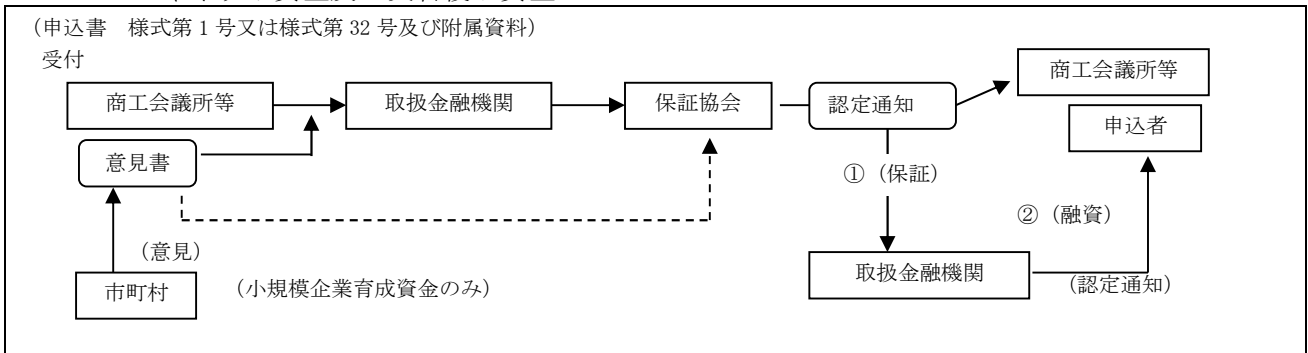 （申込書　様式第１号又は様式第 32 号及び附属資料）
受付
商工会議所等
取扱金融機関
保証協会
認定通知
商工会議所等
申込者
意見書
①（保証）
②（融資）
（意見）
取扱金融機関
市町村
（小規模企業育成資金のみ）
（認定通知）